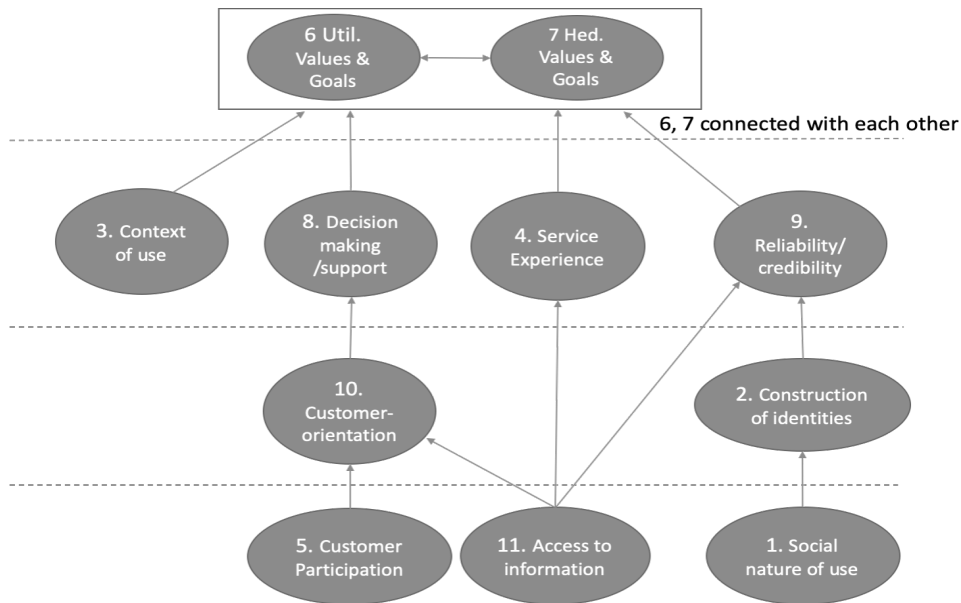 6 Util.
Values &
Goals
7 Hed.
Values &
Goals
6, 7 connected with each other
3. Context
of use
8. Decision
making
/support
4. Service
Experience
9.
Reliability/
credibility
10.
Customer-
orientation
2. Construction
of identities
5. Customer
Participation
11. Access to
information
1. Social
nature of use